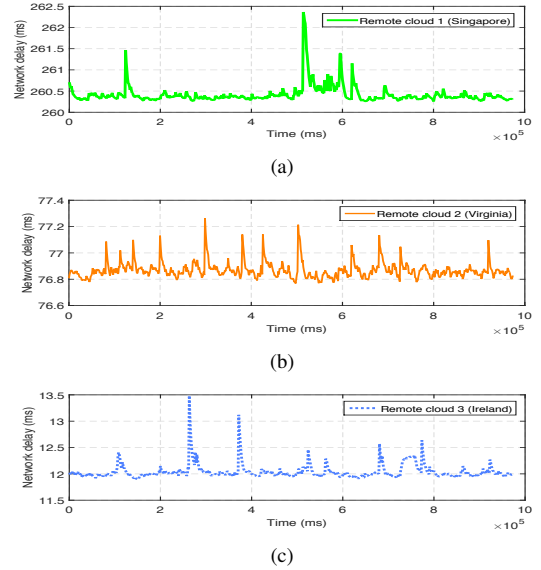 262.5
262
261.5
261
260.5
260
Network delay (ms)
Remote cloud 1 (Singapore)
0 2 4 6 8 10
Time (ms)
×10^5
(a)
77.4
77.2
77
76.8
76.6
Network delay (ms)
Remote cloud 2 (Virginia)
0 2 4 6 8 10
Time (ms)
×10^5
(b)
13.5
13
12.5
12
11.5
Network delay (ms)
Remote cloud 3 (Ireland)
0 2 4 6 8 10
Time (ms)
×10^5
(c)